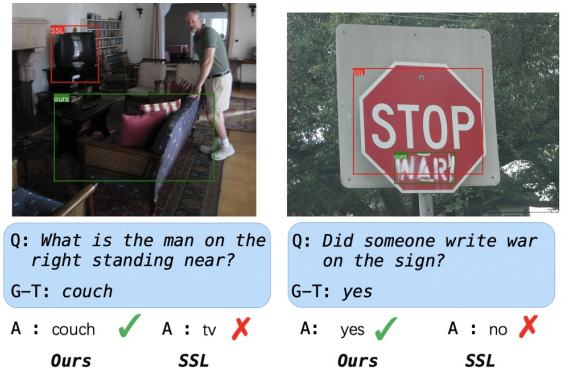 SSL
ours
SSL
STOP
ours
WAR!
Q: What is the man on the
right standing near?
G-T: couch
Q: Did someone write war
on the sign?
G-T: yes
A : couch ✓ A : tv ✗
Ours SSL
A: yes ✓ A : no ✗
Ours SSL